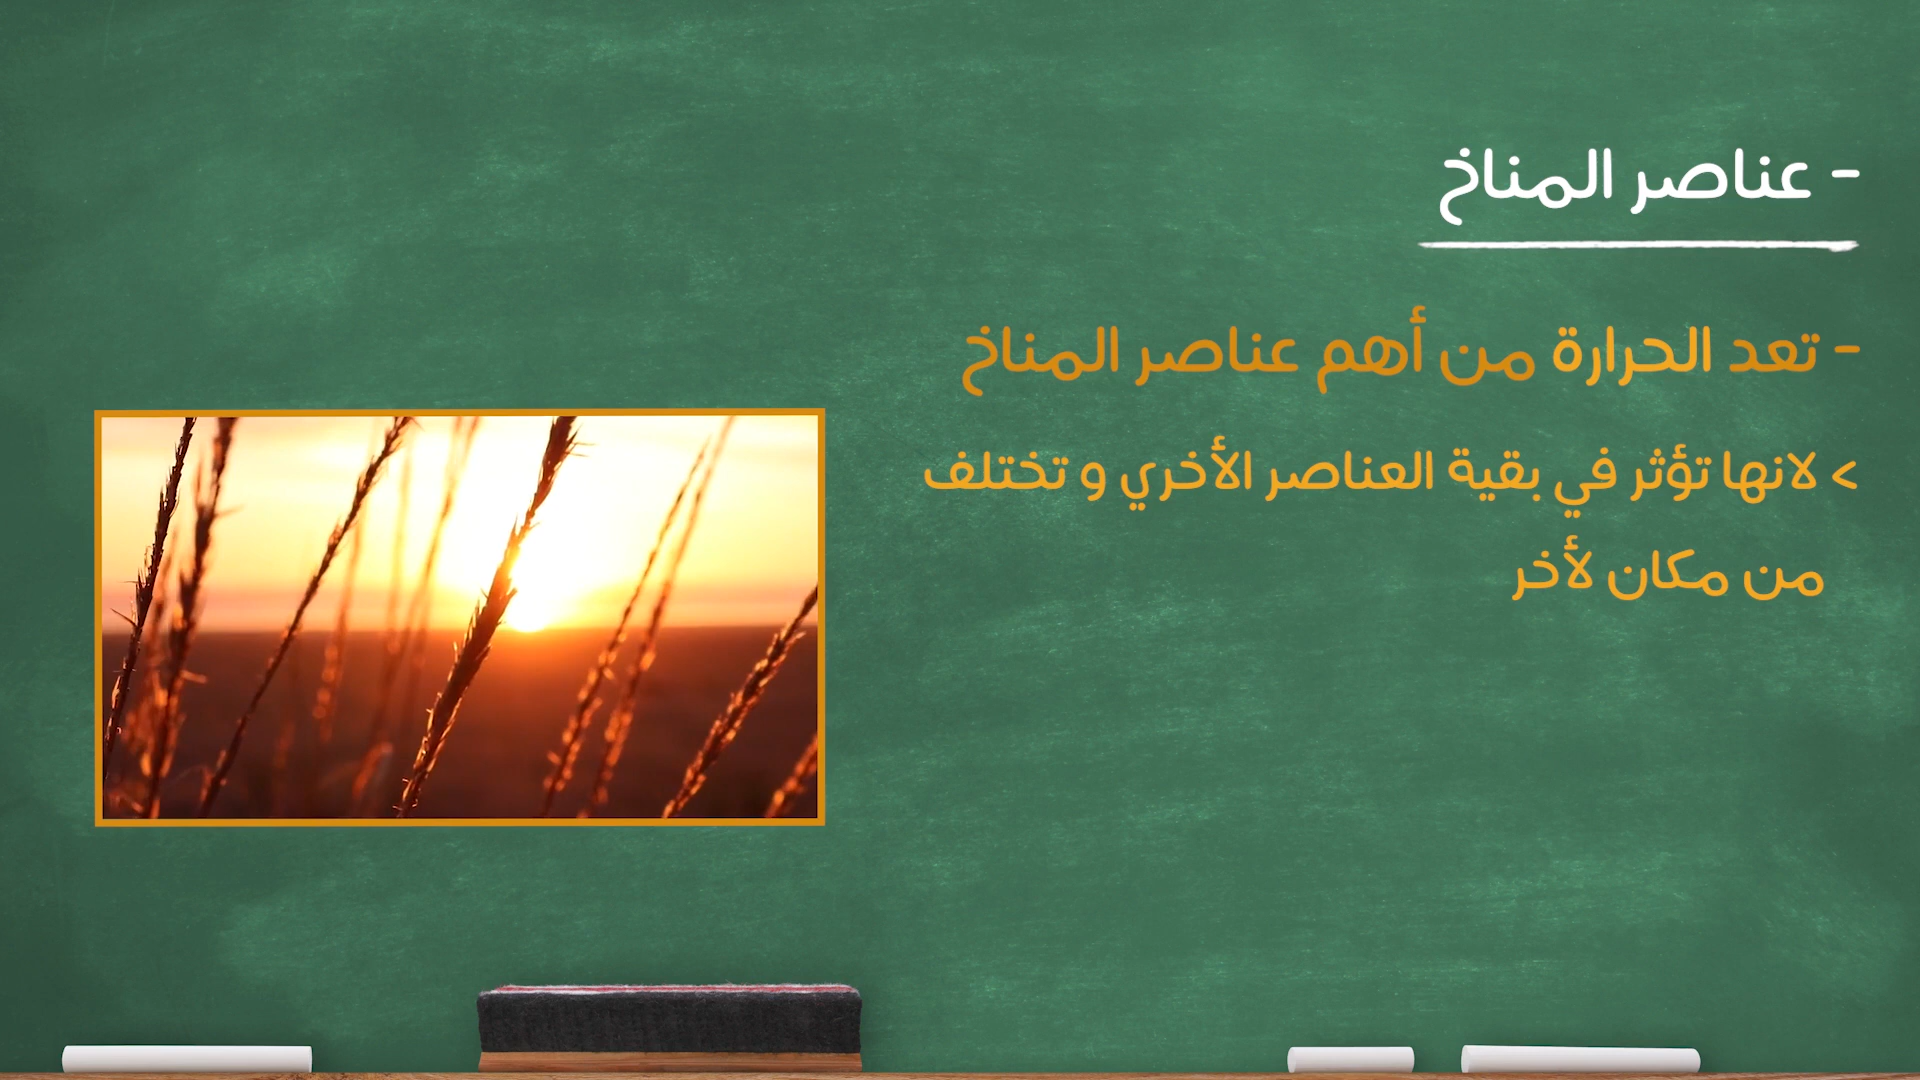 - عناصر المناخ
- تعد الحرارة من أهم عناصر المناخ
> لانها تؤثر في بقية العناصر الأخري و تختلف
من مكان لأخر